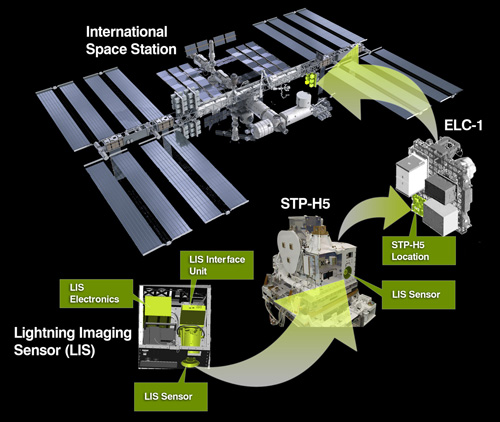 International
Space Station
ELC-1
STP-H5
STP-H5
Location
LIS Interface
Unit
LIS
Electronics
LIS Sensor
Lightning Imaging
Sensor (LIS)
LIS Sensor